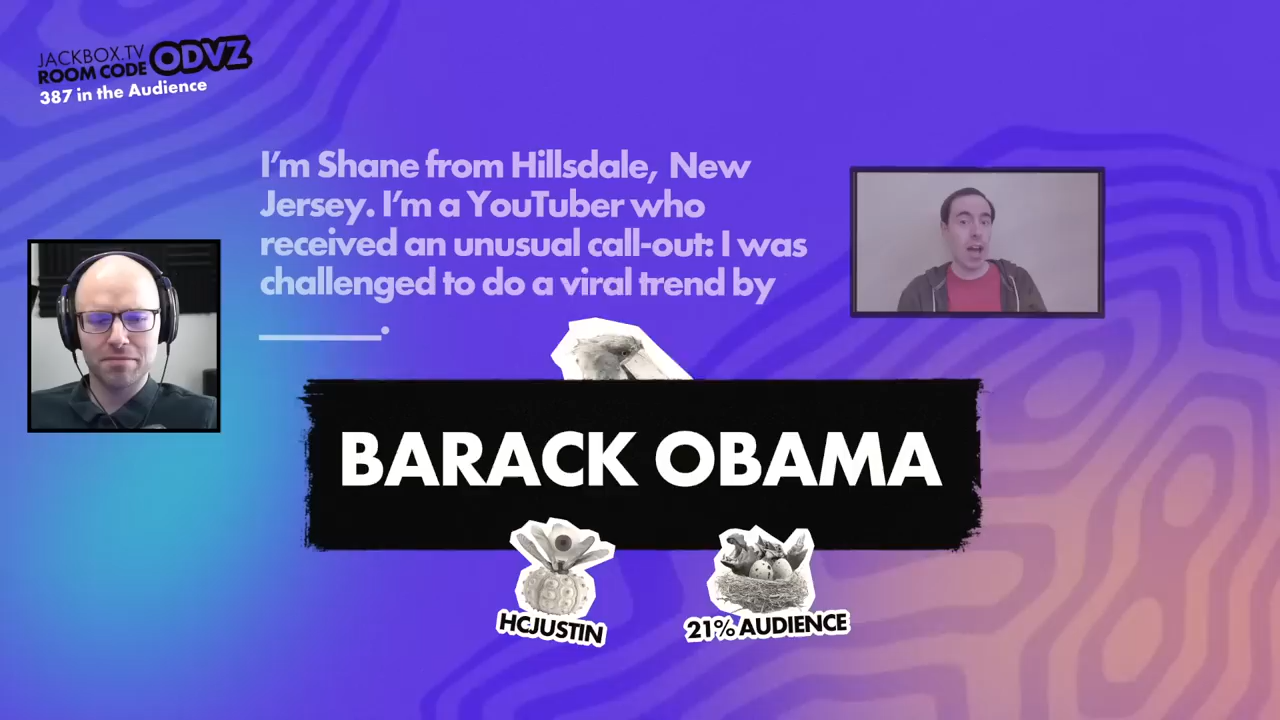 JACKBOX.TV
ROOM CODE ODVZ
387 in the Audience
I'm Shane from Hillsdale, New
Jersey. I'm a YouTuber who
received an unusual call-out: I was
challenged to do a viral trend by
________.
BARACK OBAMA
HCJUSTIN
21% AUDIENCE